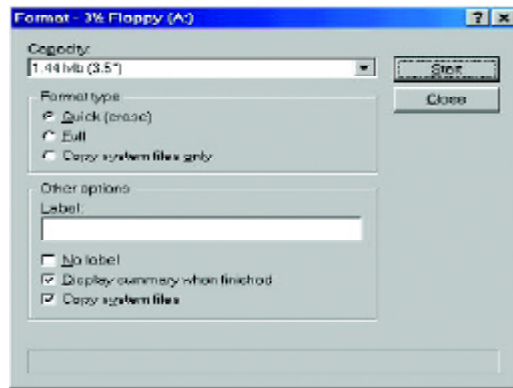 Format - 3½ Floppy (A:)
Capacity:
1.44 Mb (3.5")
Start
Close
Format type
Quick (erase)
Full
Copy system files only
Other options
Label:
No label
Display summary when finished
Copy system files